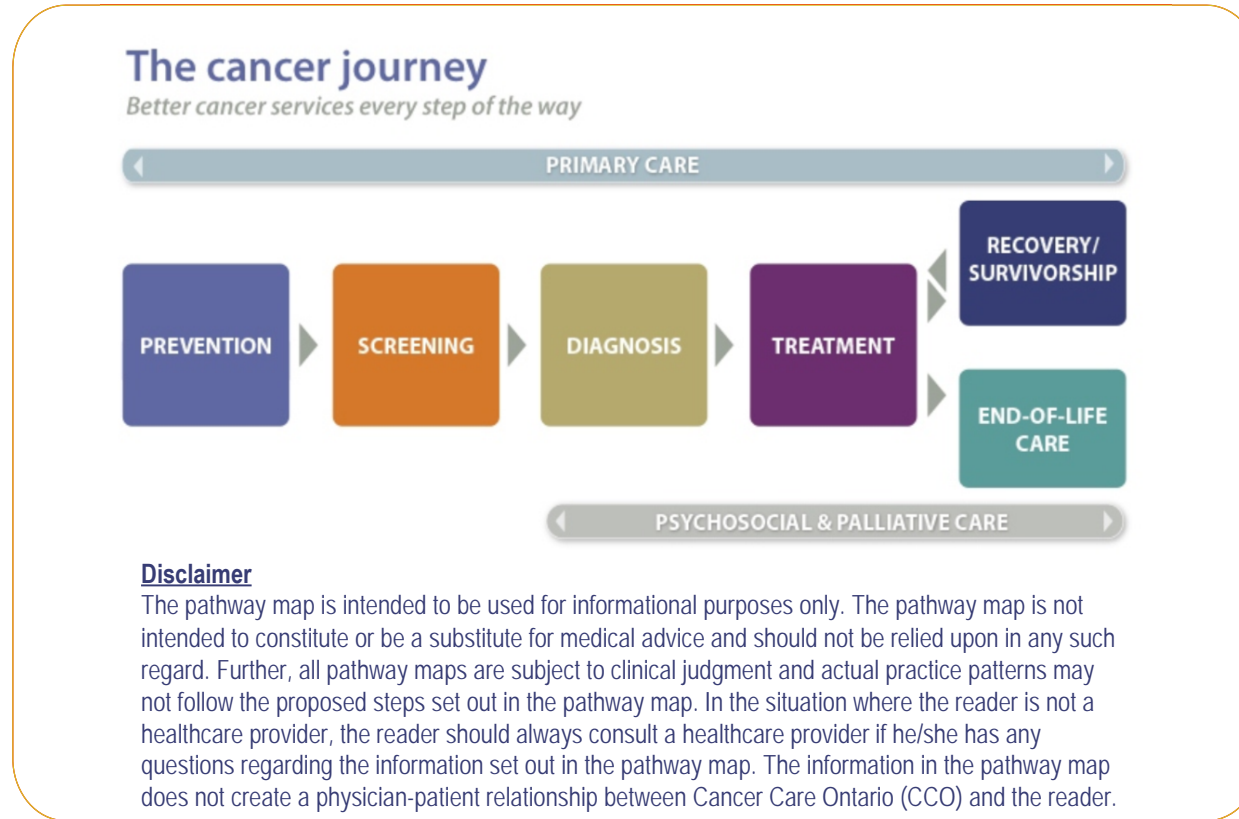 The cancer journey
Better cancer services every step of the way
PRIMARY CARE
PREVENTION
SCREENING
DIAGNOSIS
TREATMENT
RECOVERY/
SURVIVORSHIP
END-OF-LIFE
CARE
PSYCHOSOCIAL & PALLIATIVE CARE
Disclaimer
The pathway map is intended to be used for informational purposes only. The pathway map is not
intended to constitute or be a substitute for medical advice and should not be relied upon in any such
regard. Further, all pathway maps are subject to clinical judgment and actual practice patterns may
not follow the proposed steps set out in the pathway map. In the situation where the reader is not a
healthcare provider, the reader should always consult a healthcare provider if he/she has any
questions regarding the information set out in the pathway map. The information in the pathway map
does not create a physician-patient relationship between Cancer Care Ontario (CCO) and the reader.